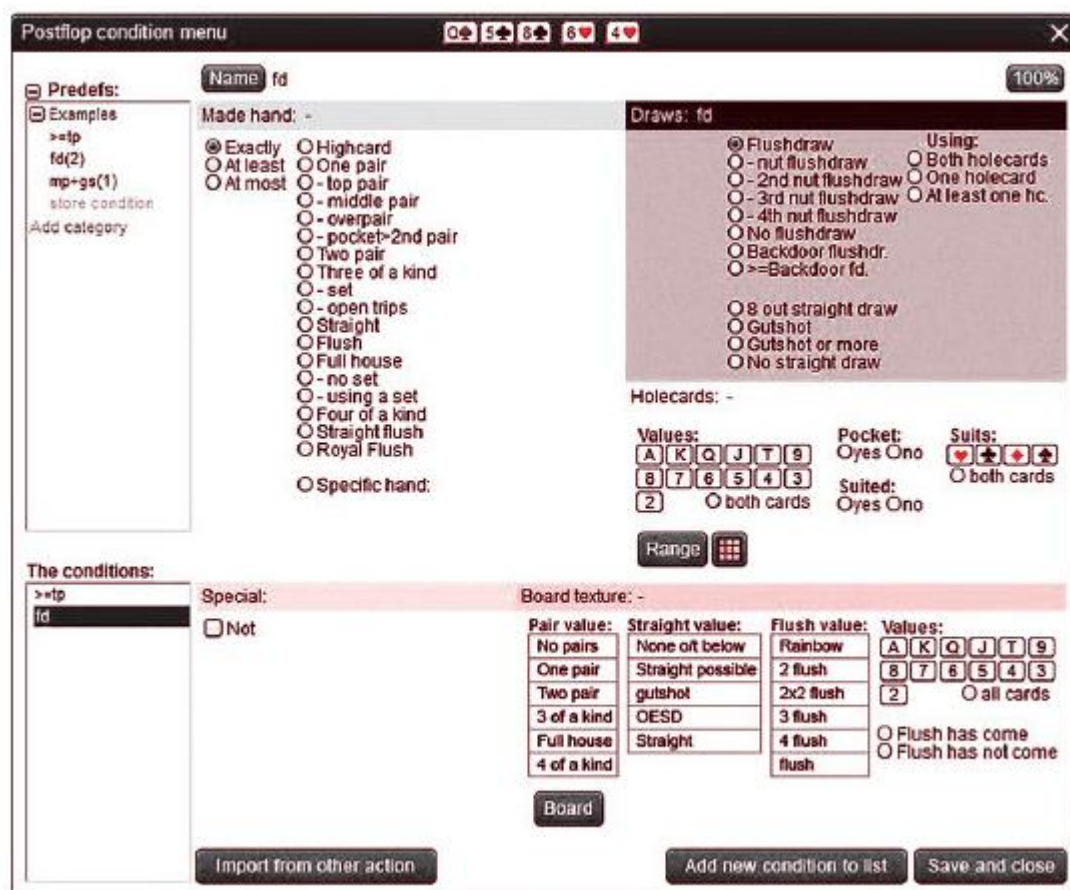 Postflop condition menu Q♠ 5♣ 8♣ 6♥ 4♥
Name fd 100%
Predefs:
Examples
>=tp
fd(2)
mp+gs(1)
store condition
Add category
Made hand: -
Exactly
At least
At most
Highcard
One pair
- top pair
- middle pair
- overpair
- pocket>2nd pair
Two pair
Three of a kind
- set
- open trips
Straight
Flush
Full house
- no set
- using a set
Four of a kind
Straight flush
Royal Flush
Specific hand:
Draws: fd
Flushdraw
- nut flushdraw
- 2nd nut flushdraw
- 3rd nut flushdraw
- 4th nut flushdraw
No flushdraw
Backdoor flushdr.
>=Backdoor fd.
8 out straight draw
Gutshot
Gutshot or more
No straight draw
Using:
Both holecards
One holecard
At least one hc.
Holecards: -
Values:
A K Q J T 9
8 7 6 5 4 3
2 both cards
Pocket:
yes no
Suited:
yes no
Suits:
♥ ♣ ♦ ♠
both cards
Range
The conditions:
>=tp
fd
Special:
Not
Board texture: -
Pair value:
No pairs
One pair
Two pair
3 of a kind
Full house
4 of a kind
Straight value:
None o/t below
Straight possible
gutshot
OESD
Straight
Flush value:
Rainbow
2 flush
2x2 flush
3 flush
4 flush
flush
Values:
A K Q J T 9
8 7 6 5 4 3
2 all cards
Flush has come
Flush has not come
Board
Import from other action Add new condition to list Save and close